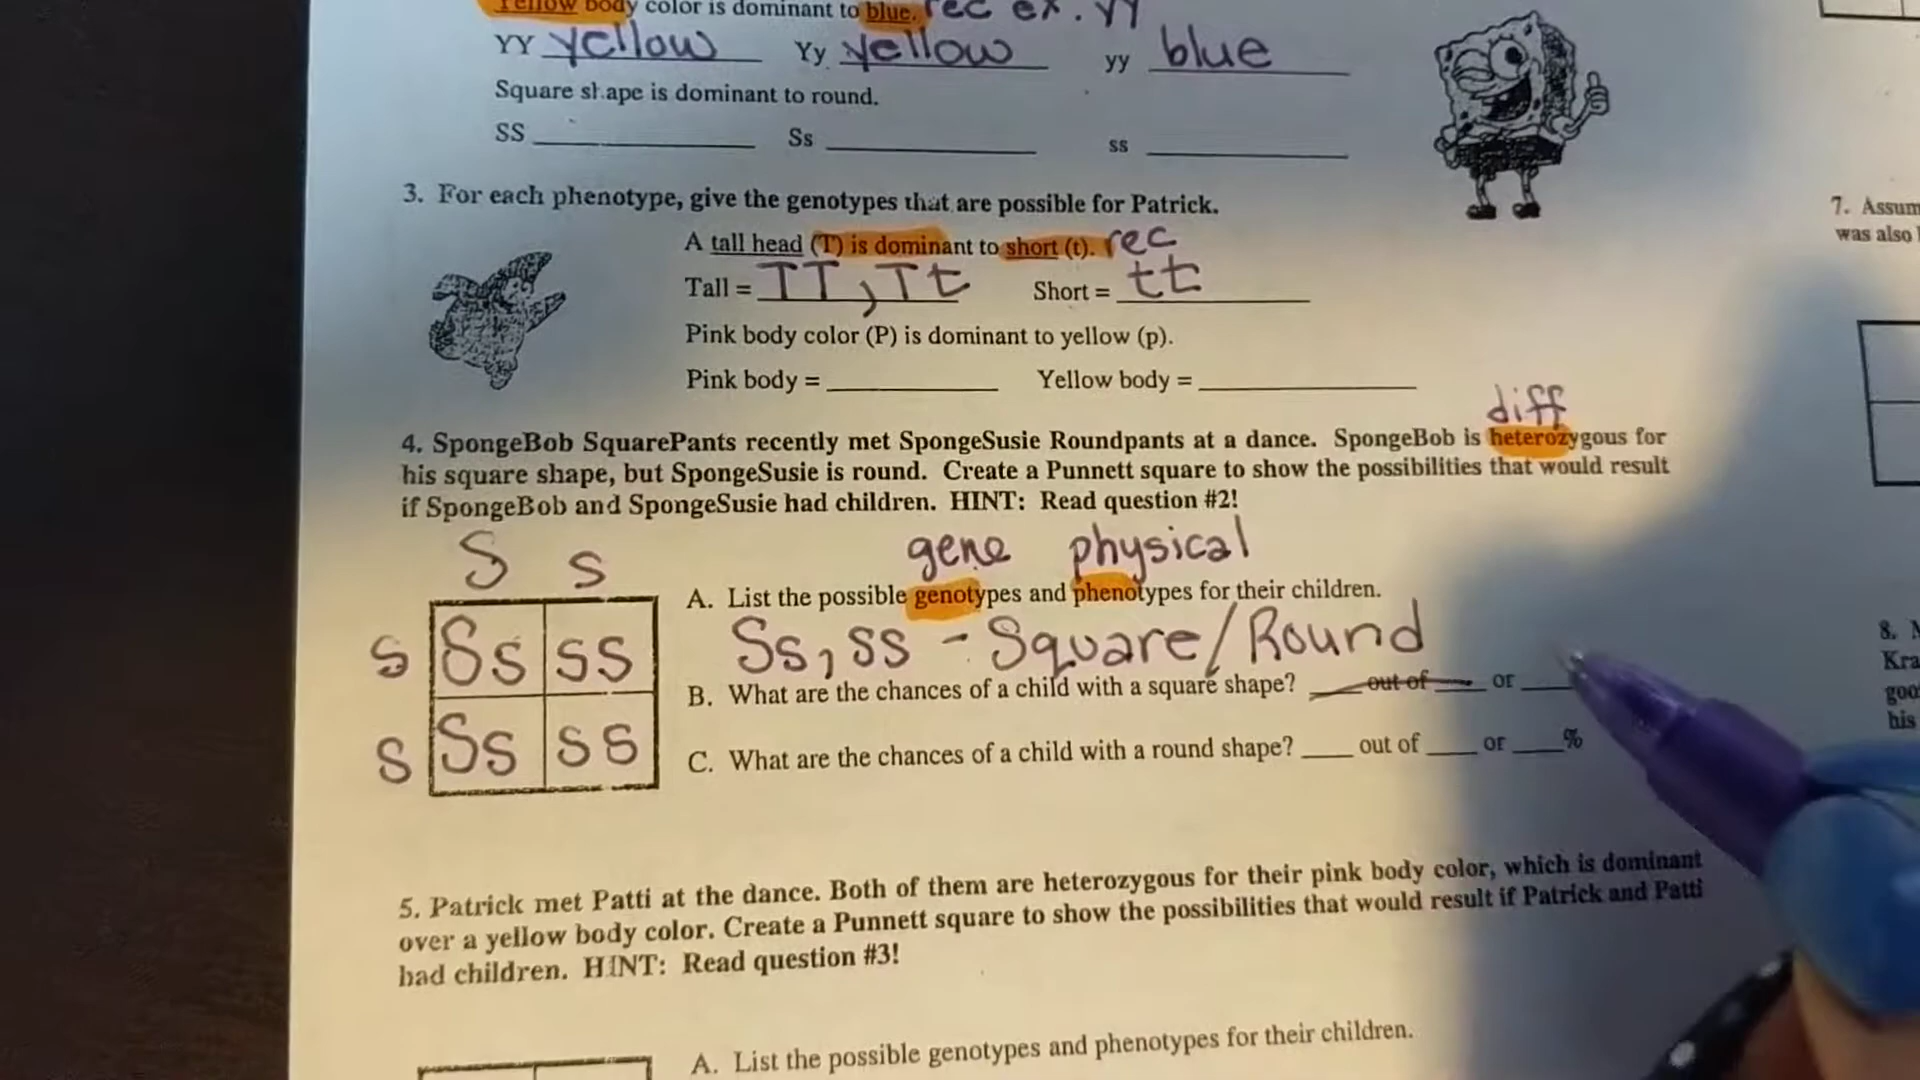 Yellow body color is dominant to blue. rec ex. yy
YY yellow Yy yellow yy blue
Square shape is dominant to round.
SS Ss ss
3. For each phenotype, give the genotypes that are possible for Patrick.
A tall head (T) is dominant to short (t). rec
Tall = TT, Tt Short = tt
Pink body color (P) is dominant to yellow (p).
Pink body = Yellow body =
diff
4. SpongeBob SquarePants recently met SpongeSusie Roundpants at a dance. SpongeBob is heterozygous for
his square shape, but SpongeSusie is round. Create a Punnett square to show the possibilities that would result
if SpongeBob and SpongeSusie had children. HINT: Read question #2!
S s
s Ss ss
s Ss ss
gene physical
A. List the possible genotypes and phenotypes for their children.
Ss, ss - Square/Round
B. What are the chances of a child with a square shape? ____ out of ____ or ____
C. What are the chances of a child with a round shape? ____ out of ____ or ____%
5. Patrick met Patti at the dance. Both of them are heterozygous for their pink body color, which is dominant
over a yellow body color. Create a Punnett square to show the possibilities that would result if Patrick and Patti
had children. HINT: Read question #3!
A. List the possible genotypes and phenotypes for their children.
7. Assum
was also
8.
Kra
goo
his